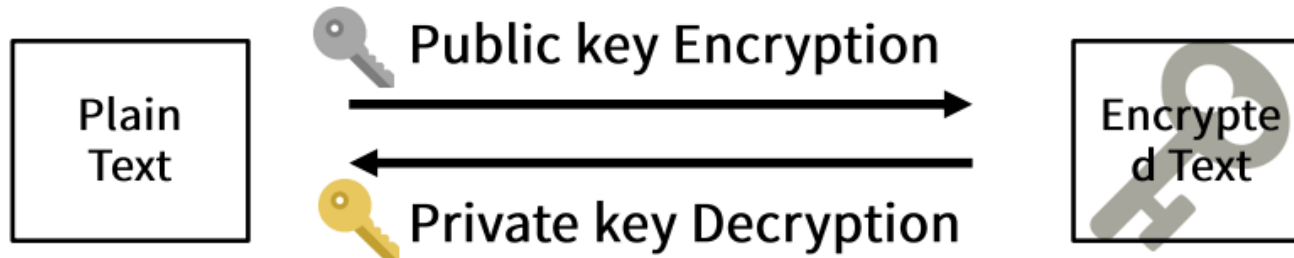 Public key Encryption
Plain
Text
Encrypte
d Text
Private key Decryption